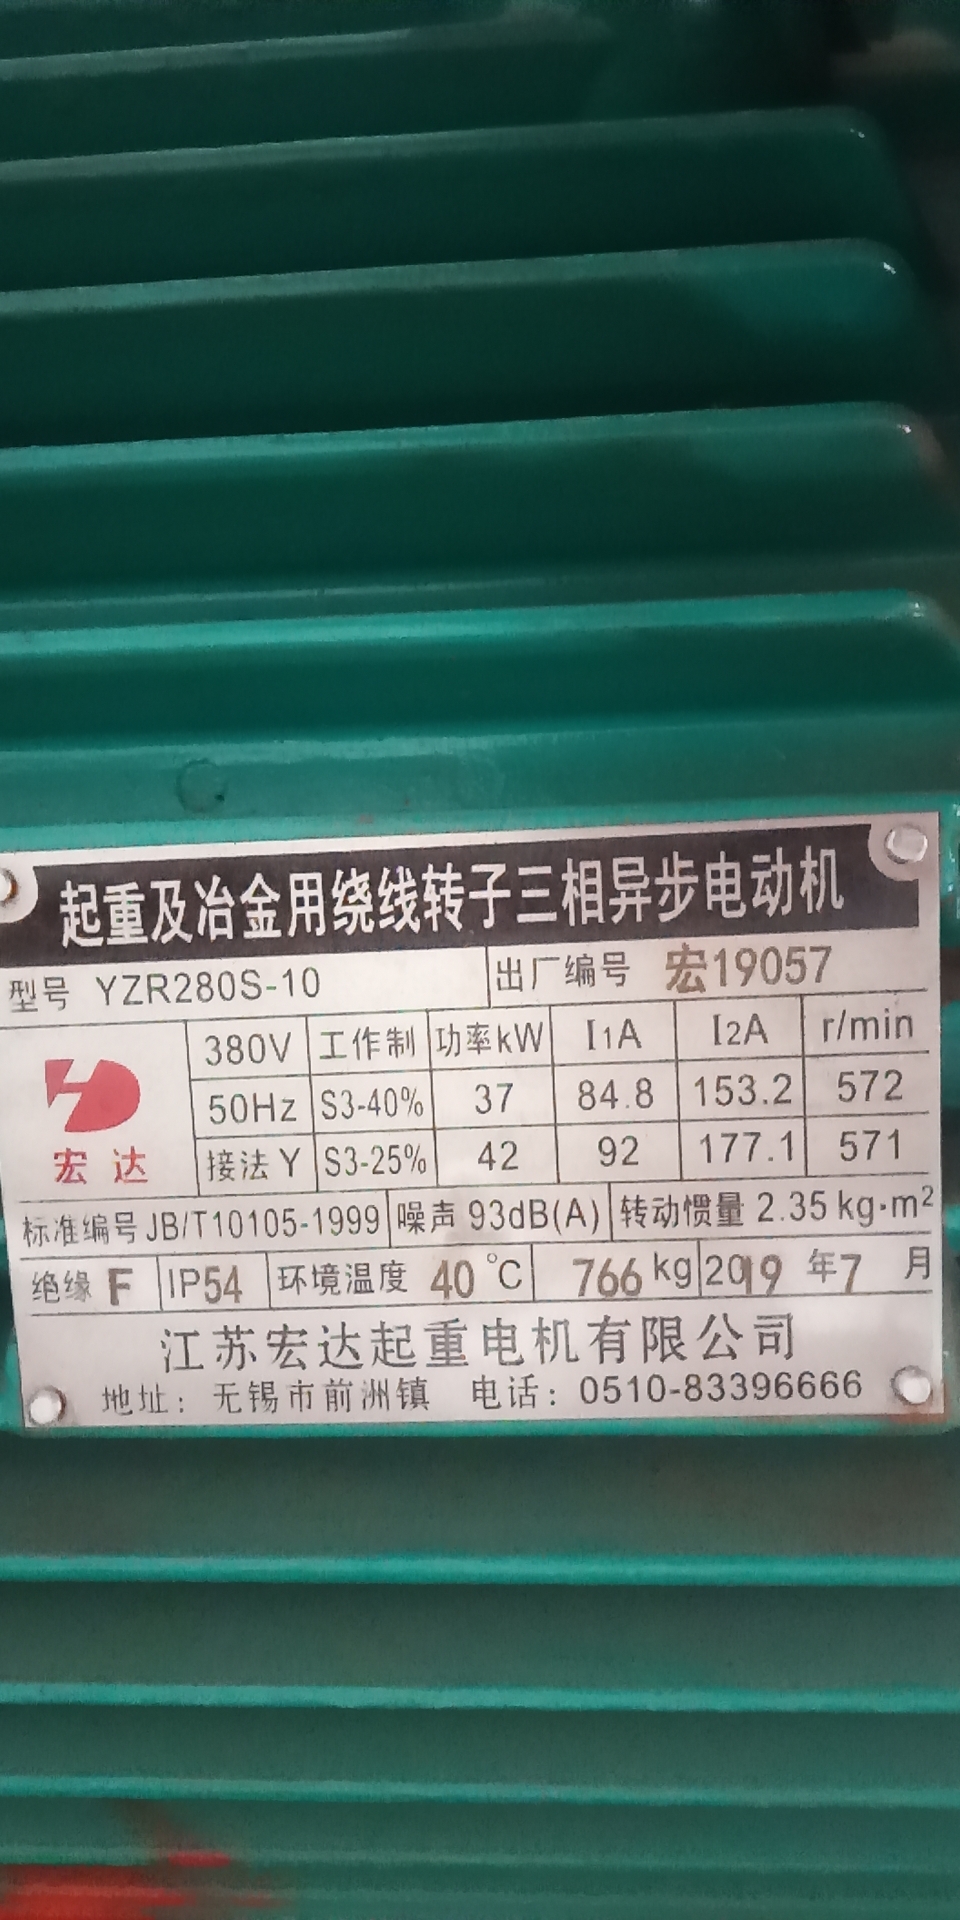 起重及冶金用绕线转子三相异步电动机
型号 YZR280S-10 出厂编号 宏19057
380V 工作制 功率kW I1A I2A r/min
50Hz S3-40% 37 84.8 153.2 572
宏达 接法Y S3-25% 42 92 177.1 571
标准编号 JB/T10105-1999 噪声 93dB(A) 转动惯量 2.35 kg·m²
绝缘 F IP54 环境温度 40 °C 766 kg 2019 年7 月
江苏宏达起重电机有限公司
地址: 无锡市前洲镇 电话: 0510-83396666